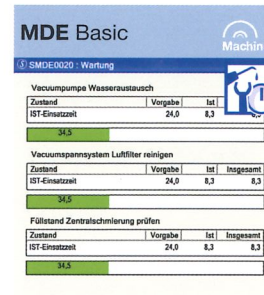 MDE Basic
Machin
SMDE0020 : Wartung
Vacuumpumpe Wasseraustausch
Zustand Vorgabe Ist
IST-Einsatzzeit 24,0 8,3
34,5
Vacuumspannsystem Luftfilter reinigen
Zustand Vorgabe Ist Insgesamt
IST-Einsatzzeit 24,0 8,3 8,3
34,5
Füllstand Zentralschmierung prüfen
Zustand Vorgabe Ist Insgesamt
IST-Einsatzzeit 24,0 8,3 8,3
34,5